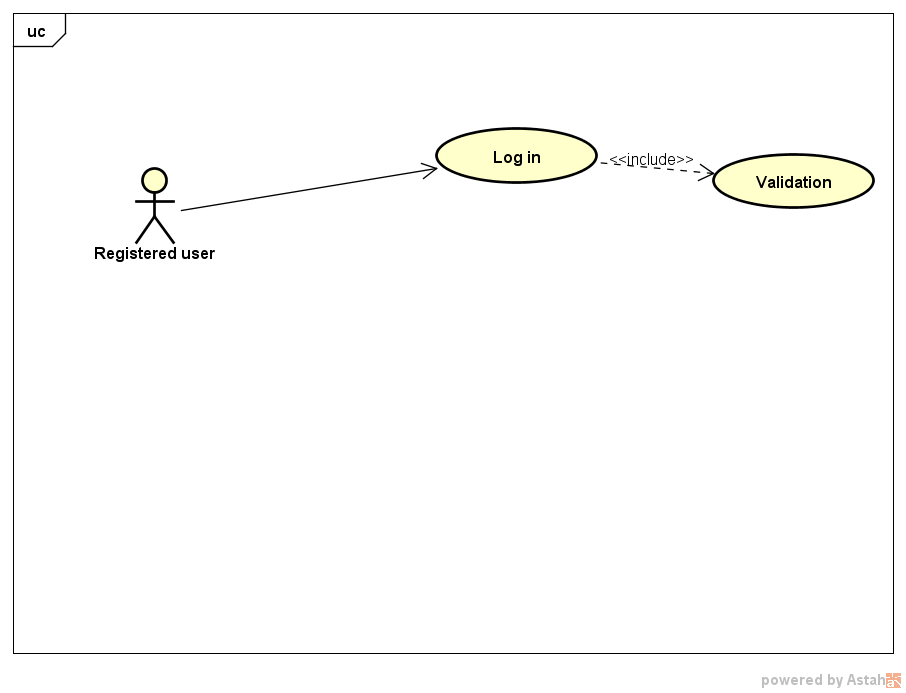 uc
Log in
<<include>>
Validation
Registered user
powered by Astah